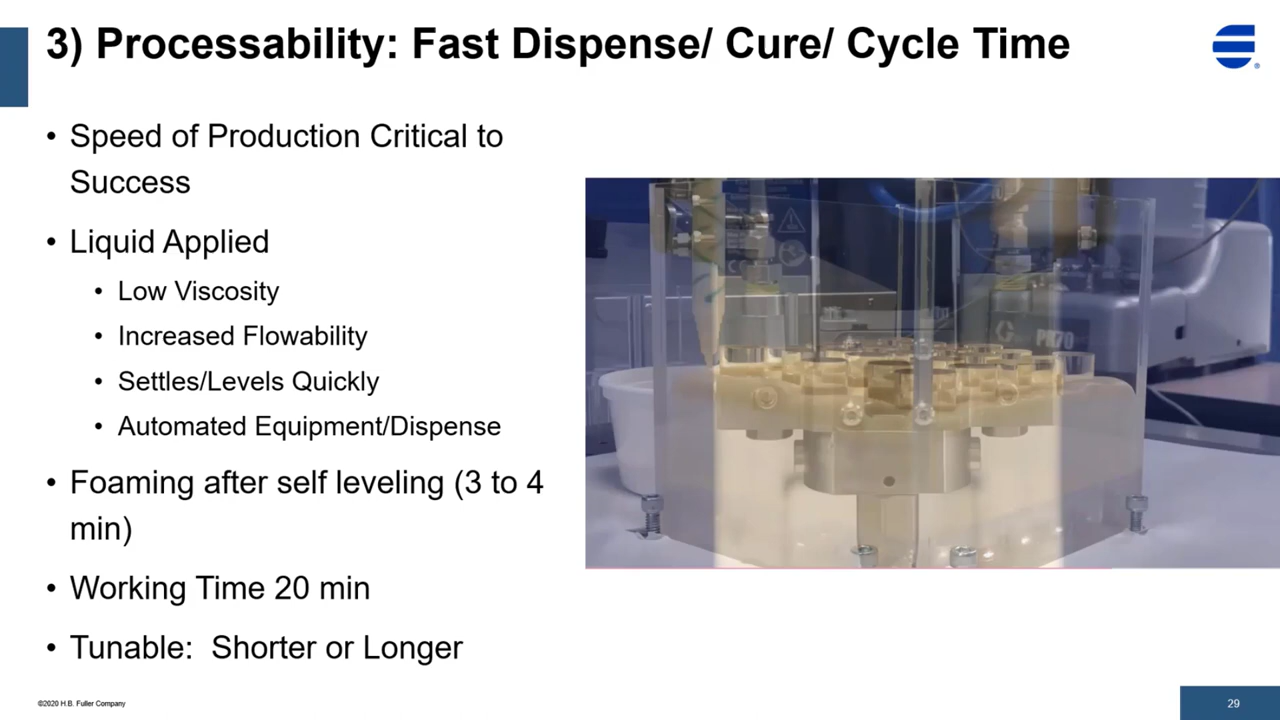 3) Processability: Fast Dispense/ Cure/ Cycle Time
• Speed of Production Critical to
Success
• Liquid Applied
• Low Viscosity
• Increased Flowability
• Settles/Levels Quickly
• Automated Equipment/Dispense
• Foaming after self leveling (3 to 4
min)
• Working Time 20 min
• Tunable: Shorter or Longer
PR70
©2020 H.B. Fuller Company
29